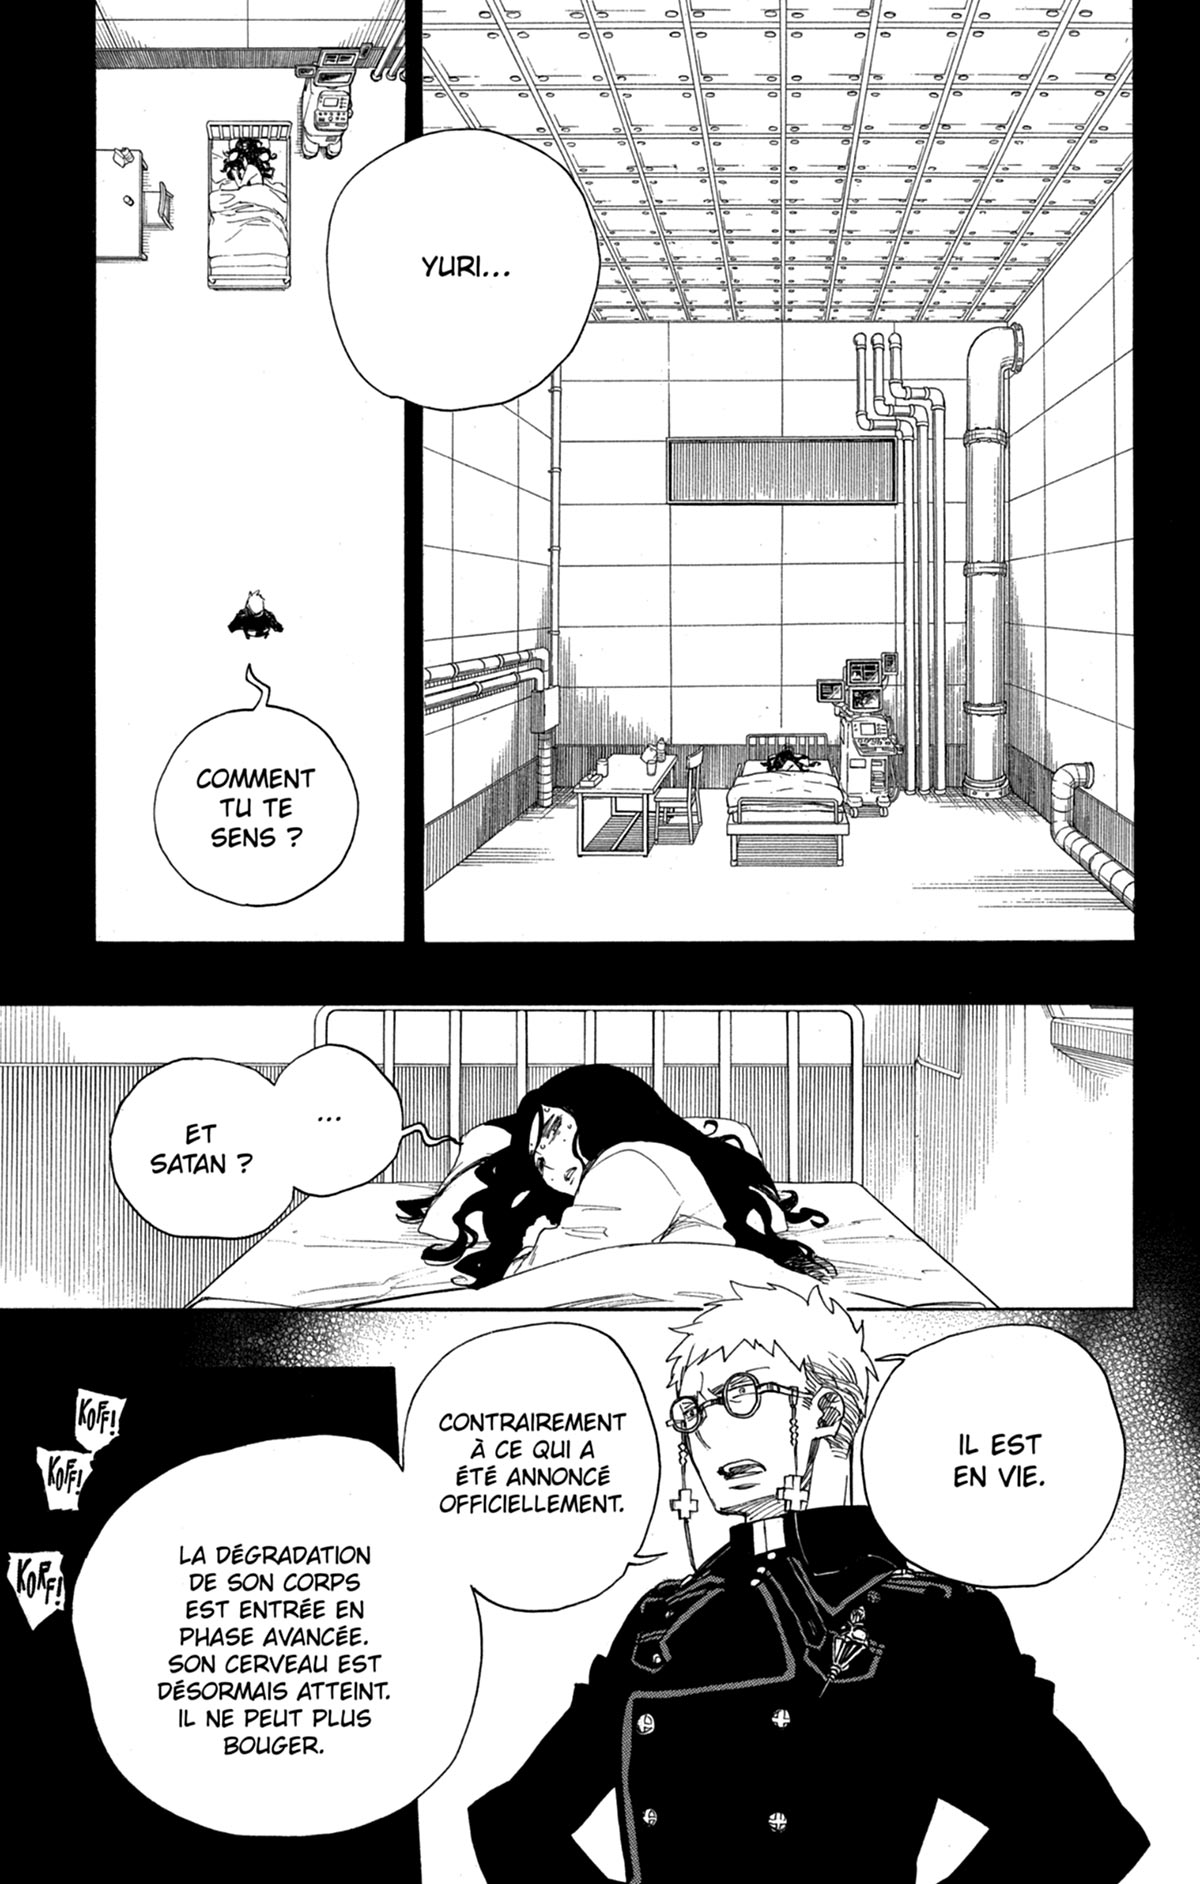 YURI...
COMMENT
TU TE
SENS ?
...
ET
SATAN ?
IL EST
EN VIE.
CONTRAIREMENT
À CE QUI A
ÉTÉ ANNONCÉ
OFFICIELLEMENT.
LA DÉGRADATION
DE SON CORPS
EST ENTRÉE EN
PHASE AVANCÉE.
SON CERVEAU EST
DÉSORMAIS ATTEINT.
IL NE PEUT PLUS
BOUGER.
KOFF!
KOFF!
KORF!